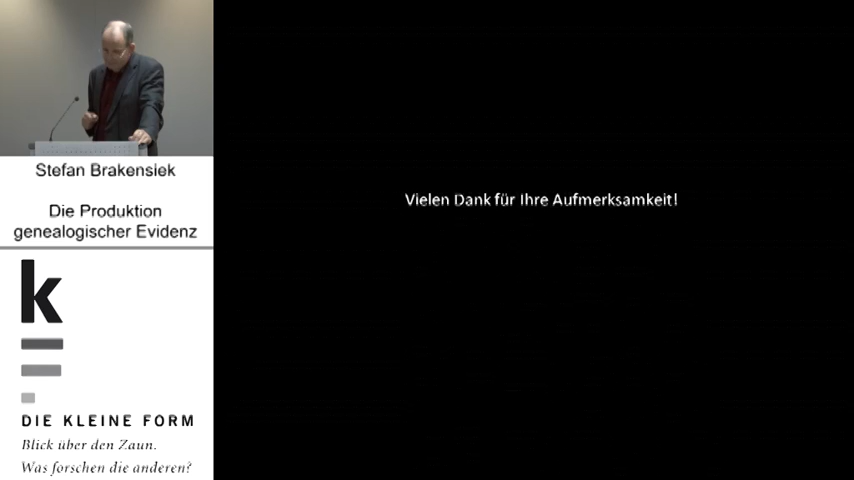 Stefan Brakensiek
Die Produktion
genealogischer Evidenz
k
DIE KLEINE FORM
Blick über den Zaun.
Was forschen die anderen?
Vielen Dank für Ihre Aufmerksamkeit!